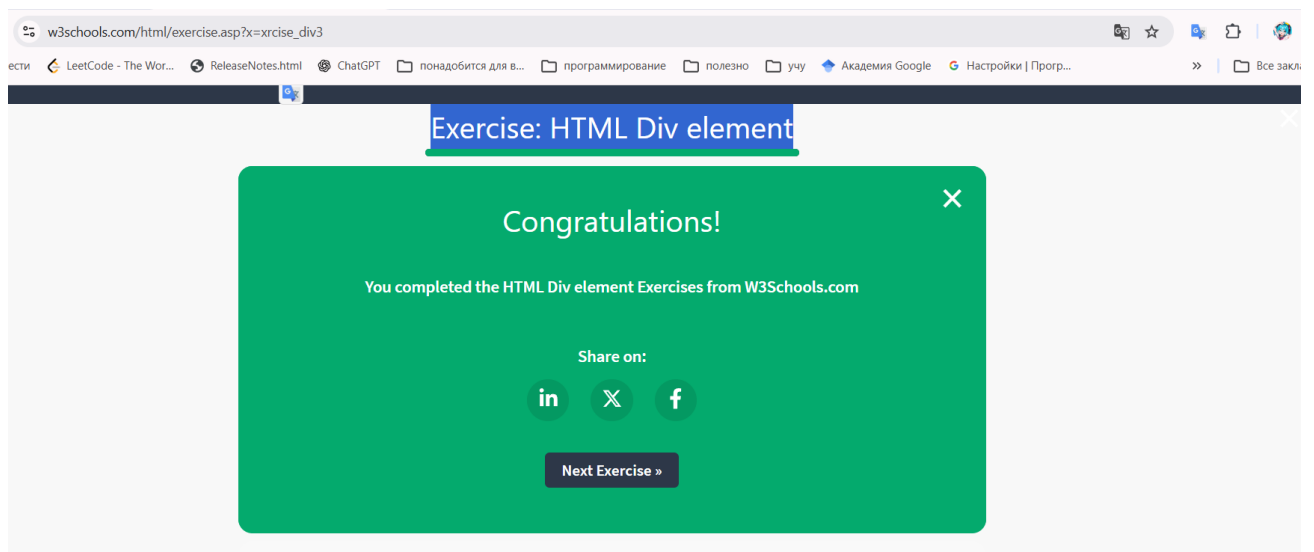 w3schools.com/html/exercise.asp?x=xrcise_div3
ести LeetCode - The Wor... ReleaseNotes.html ChatGPT понадобится для в... программирование полезно учу Академия Google Настройки | Прогр... » Все закла
Exercise: HTML Div element
Congratulations!
You completed the HTML Div element Exercises from W3Schools.com
Share on:
in X f
Next Exercise »